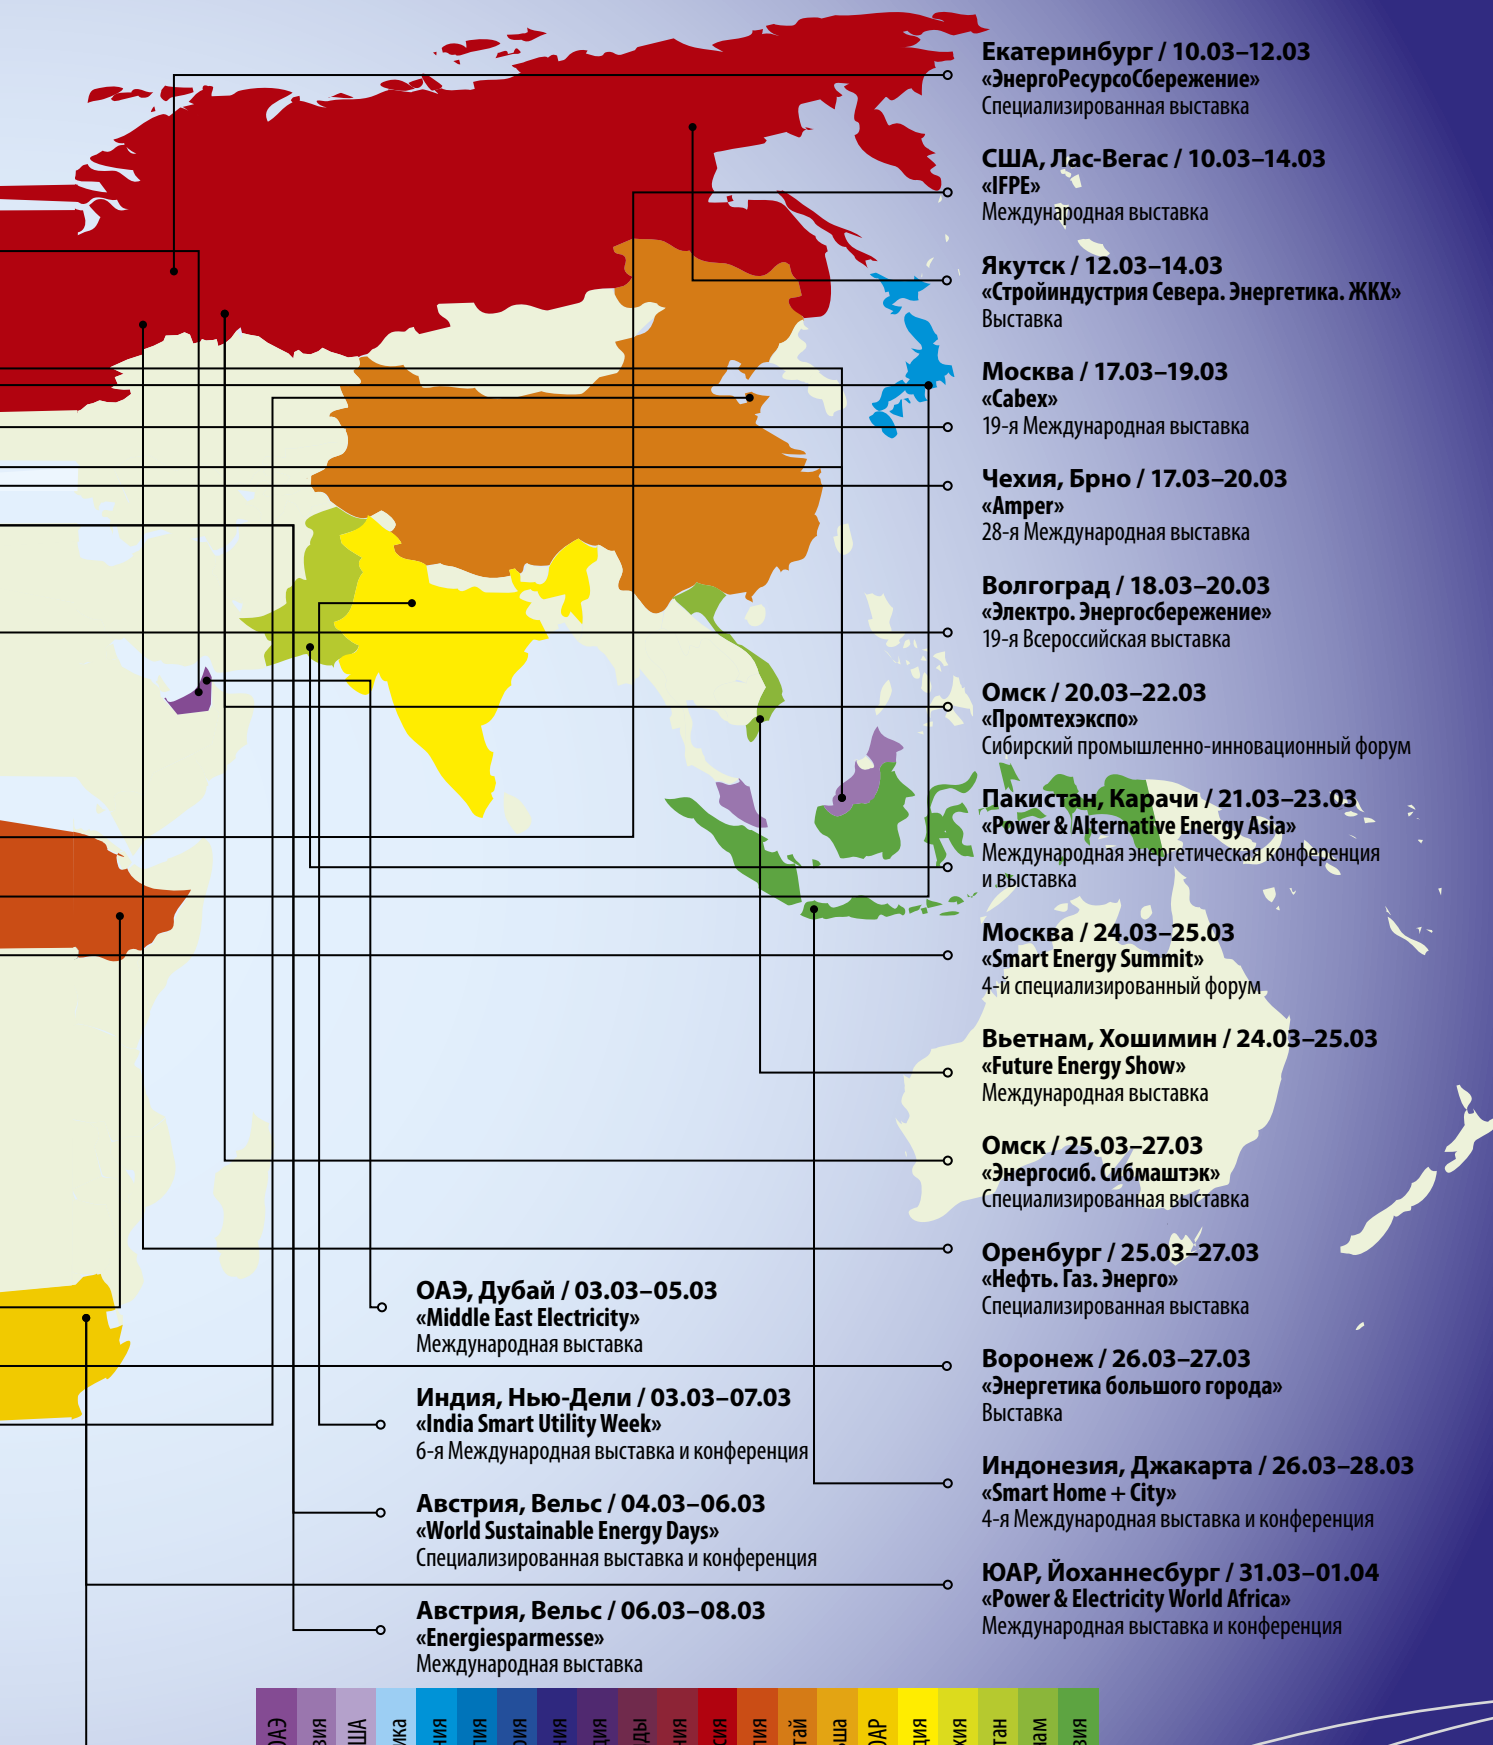 Екатеринбург / 10.03–12.03
«ЭнергоРесурсоСбережение»
Специализированная выставка
США, Лас-Вегас / 10.03–14.03
«IFPE»
Международная выставка
Якутск / 12.03–14.03
«Стройиндустрия Севера. Энергетика. ЖКХ»
Выставка
Москва / 17.03–19.03
«Cabex»
19-я Международная выставка
Чехия, Брно / 17.03–20.03
«Amper»
28-я Международная выставка
Волгоград / 18.03–20.03
«Электро. Энергосбережение»
19-я Всероссийская выставка
Омск / 20.03–22.03
«Промтехэкспо»
Сибирский промышленно-инновационный форум
Пакистан, Карачи / 21.03–23.03
«Power & Alternative Energy Asia»
Международная энергетическая конференция
и выставка
Москва / 24.03–25.03
«Smart Energy Summit»
4-й специализированный форум
Вьетнам, Хошимин / 24.03–25.03
«Future Energy Show»
Международная выставка
Омск / 25.03–27.03
«Энергосиб. Сибмаштэк»
Специализированная выставка
Оренбург / 25.03–27.03
«Нефть. Газ. Энерго»
Специализированная выставка
Воронеж / 26.03–27.03
«Энергетика большого города»
Выставка
Индонезия, Джакарта / 26.03–28.03
«Smart Home + City»
4-я Международная выставка и конференция
ЮАР, Йоханнесбург / 31.03–01.04
«Power & Electricity World Africa»
Международная выставка и конференция
ОАЭ, Дубай / 03.03–05.03
«Middle East Electricity»
Международная выставка
Индия, Нью-Дели / 03.03–07.03
«India Smart Utility Week»
6-я Международная выставка и конференция
Австрия, Вельс / 04.03–06.03
«World Sustainable Energy Days»
Специализированная выставка и конференция
Австрия, Вельс / 06.03–08.03
«Energiesparmesse»
Международная выставка
ОАЭ
США
ЮАР